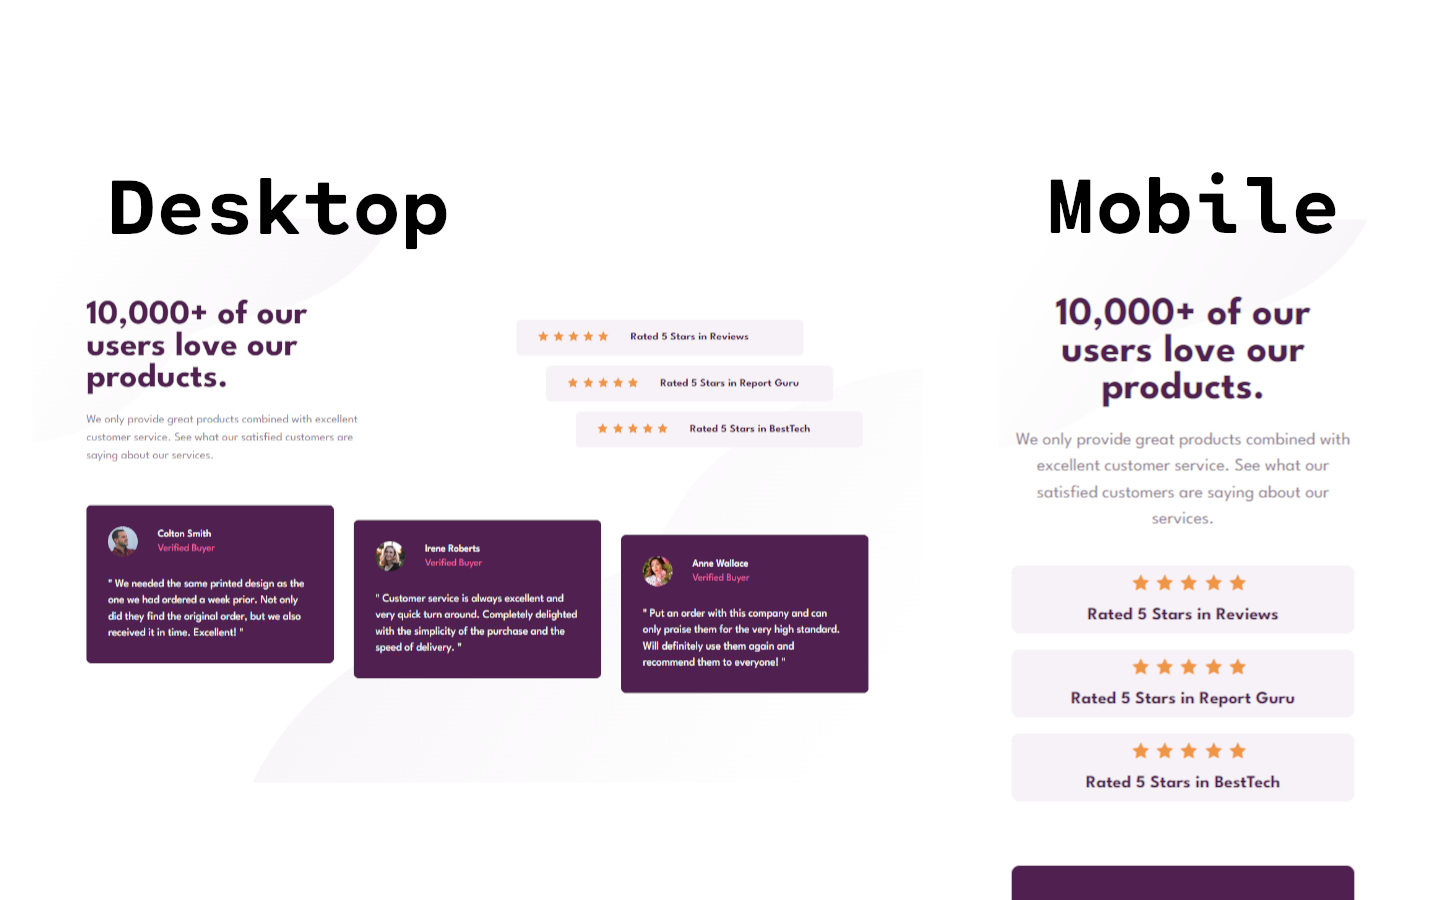 Desktop
10,000+ of our
users love our
products.
We only provide great products combined with excellent
customer service. See what our satisfied customers are
saying about our services.
Rated 5 Stars in Reviews
Rated 5 Stars in Report Guru
Rated 5 Stars in BestTech
Colton Smith
Verified Buyer
" We needed the same printed design as the
one we had ordered a week prior. Not only
did they find the original order, but we also
received it in time. Excellent! "
Irene Roberts
Verified Buyer
" Customer service is always excellent and
very quick turn around. Completely delighted
with the simplicity of the purchase and the
speed of delivery. "
Anne Wallace
Verified Buyer
" Put an order with this company and can
only praise them for the very high standard.
Will definitely use them again and
recommend them to everyone! "
Mobile
10,000+ of our
users love our
products.
We only provide great products combined with
excellent customer service. See what our
satisfied customers are saying about our
services.
Rated 5 Stars in Reviews
Rated 5 Stars in Report Guru
Rated 5 Stars in BestTech